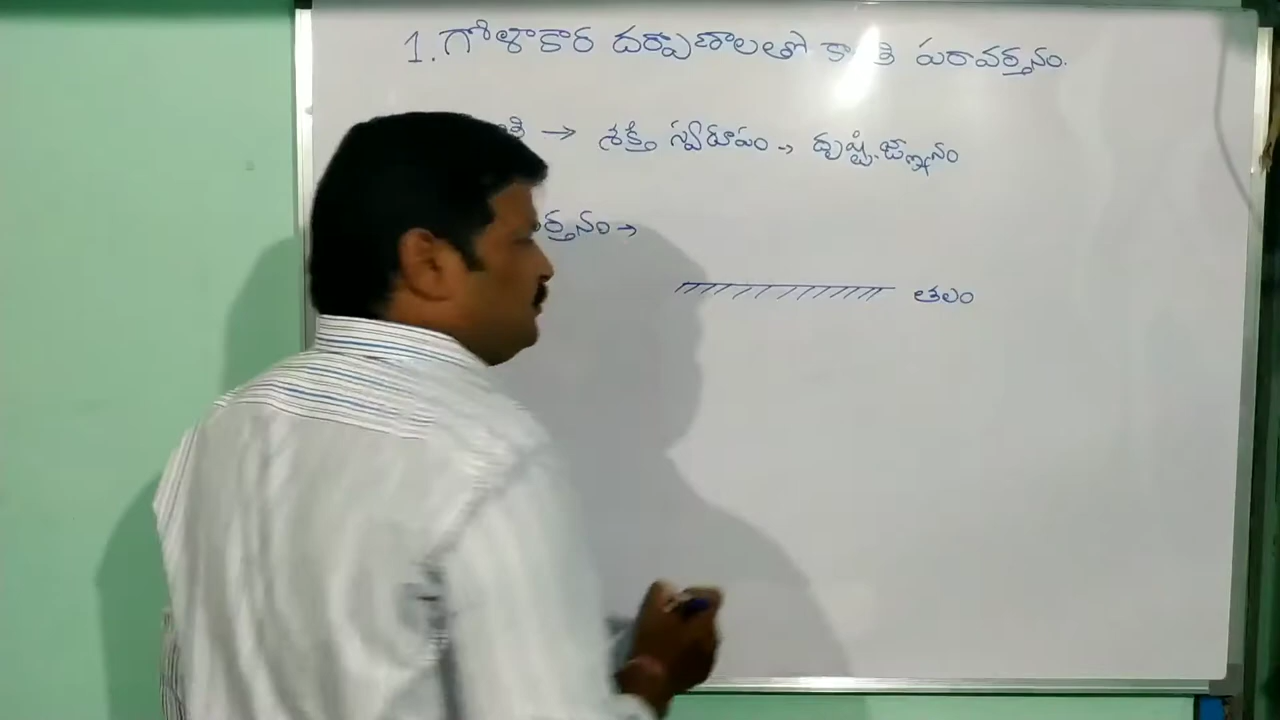 1. గోళాకార దర్పణాలతో కాంతి పరావర్తనం.
→ శక్తి స్వరూపం → దృష్టి జ్ఞానం
ర్తనం →
తలం